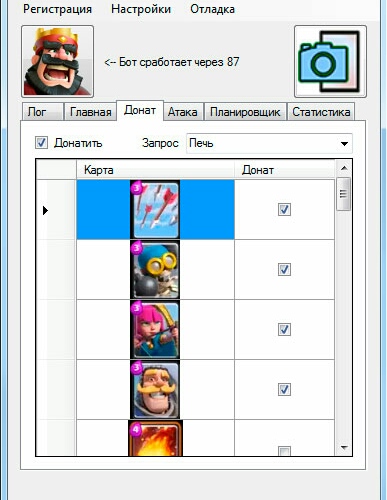 Регистрация Настройки Отладка
<-- Бот сработает через 87
Лог Главная Донат Атака Планировщик Статистика
Донатить Запрос Печь
Карта Донат
3
3
3
3
4